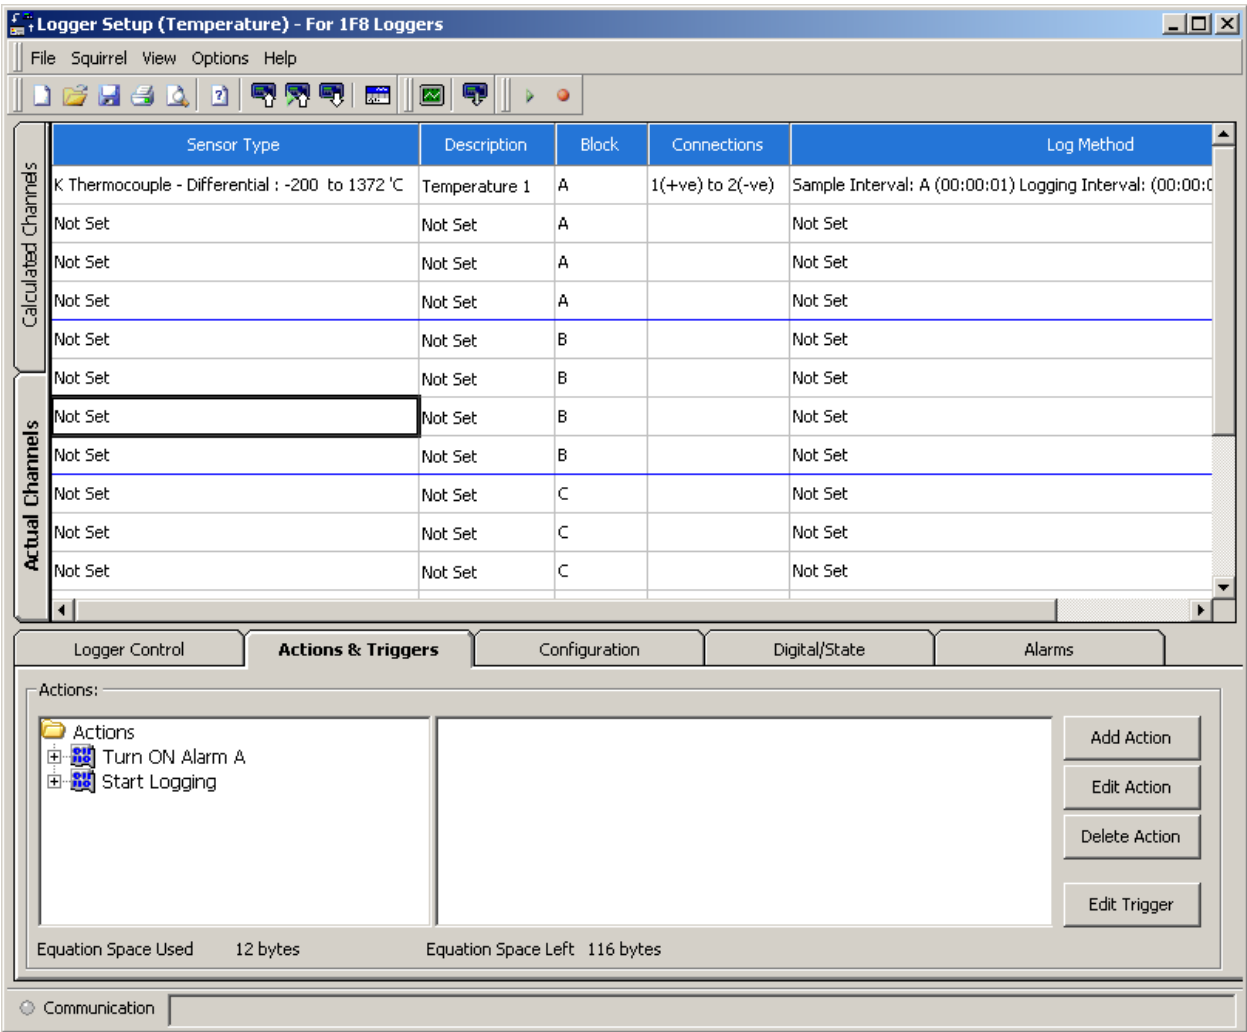 Logger Setup (Temperature) - For 1F8 Loggers
File Squirrel View Options Help
Calculated Channels
Actual Channels
Sensor Type Description Block Connections Log Method
K Thermocouple - Differential : -200 to 1372 'C Temperature 1 A 1(+ve) to 2(-ve) Sample Interval: A (00:00:01) Logging Interval: (00:00:0
Not Set Not Set A Not Set
Not Set Not Set A Not Set
Not Set Not Set A Not Set
Not Set Not Set B Not Set
Not Set Not Set B Not Set
Not Set Not Set B Not Set
Not Set Not Set B Not Set
Not Set Not Set C Not Set
Not Set Not Set C Not Set
Not Set Not Set C Not Set
Logger Control Actions & Triggers Configuration Digital/State Alarms
Actions:
Actions
Turn ON Alarm A
Start Logging
Add Action
Edit Action
Delete Action
Edit Trigger
Equation Space Used 12 bytes Equation Space Left 116 bytes
Communication